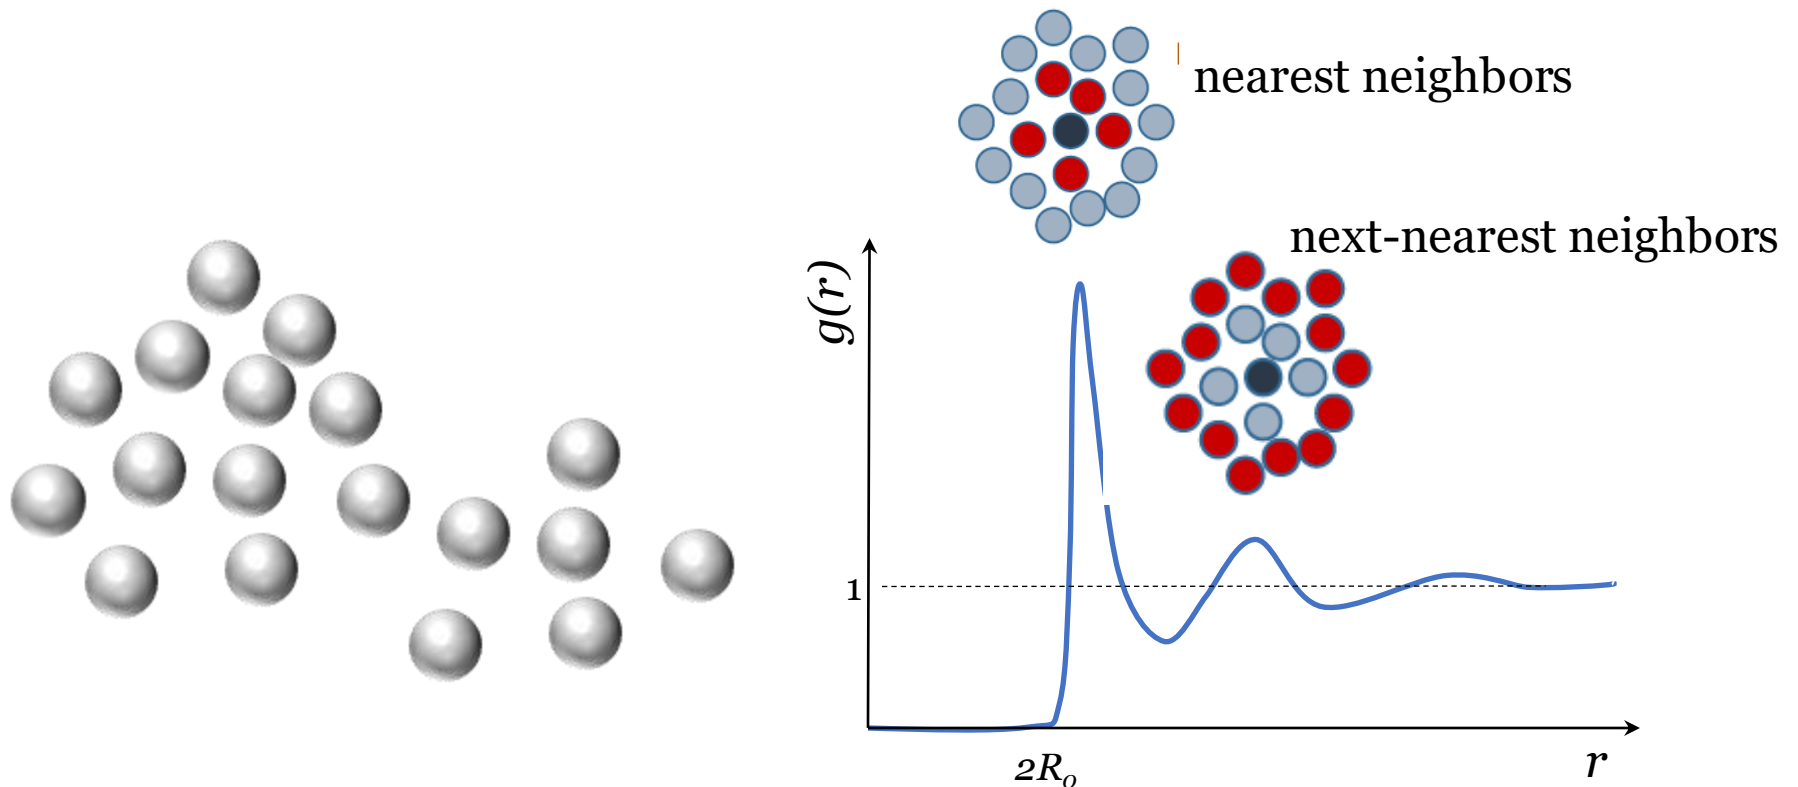 nearest neighbors
next-nearest neighbors
g(r)
1
2R₀
r